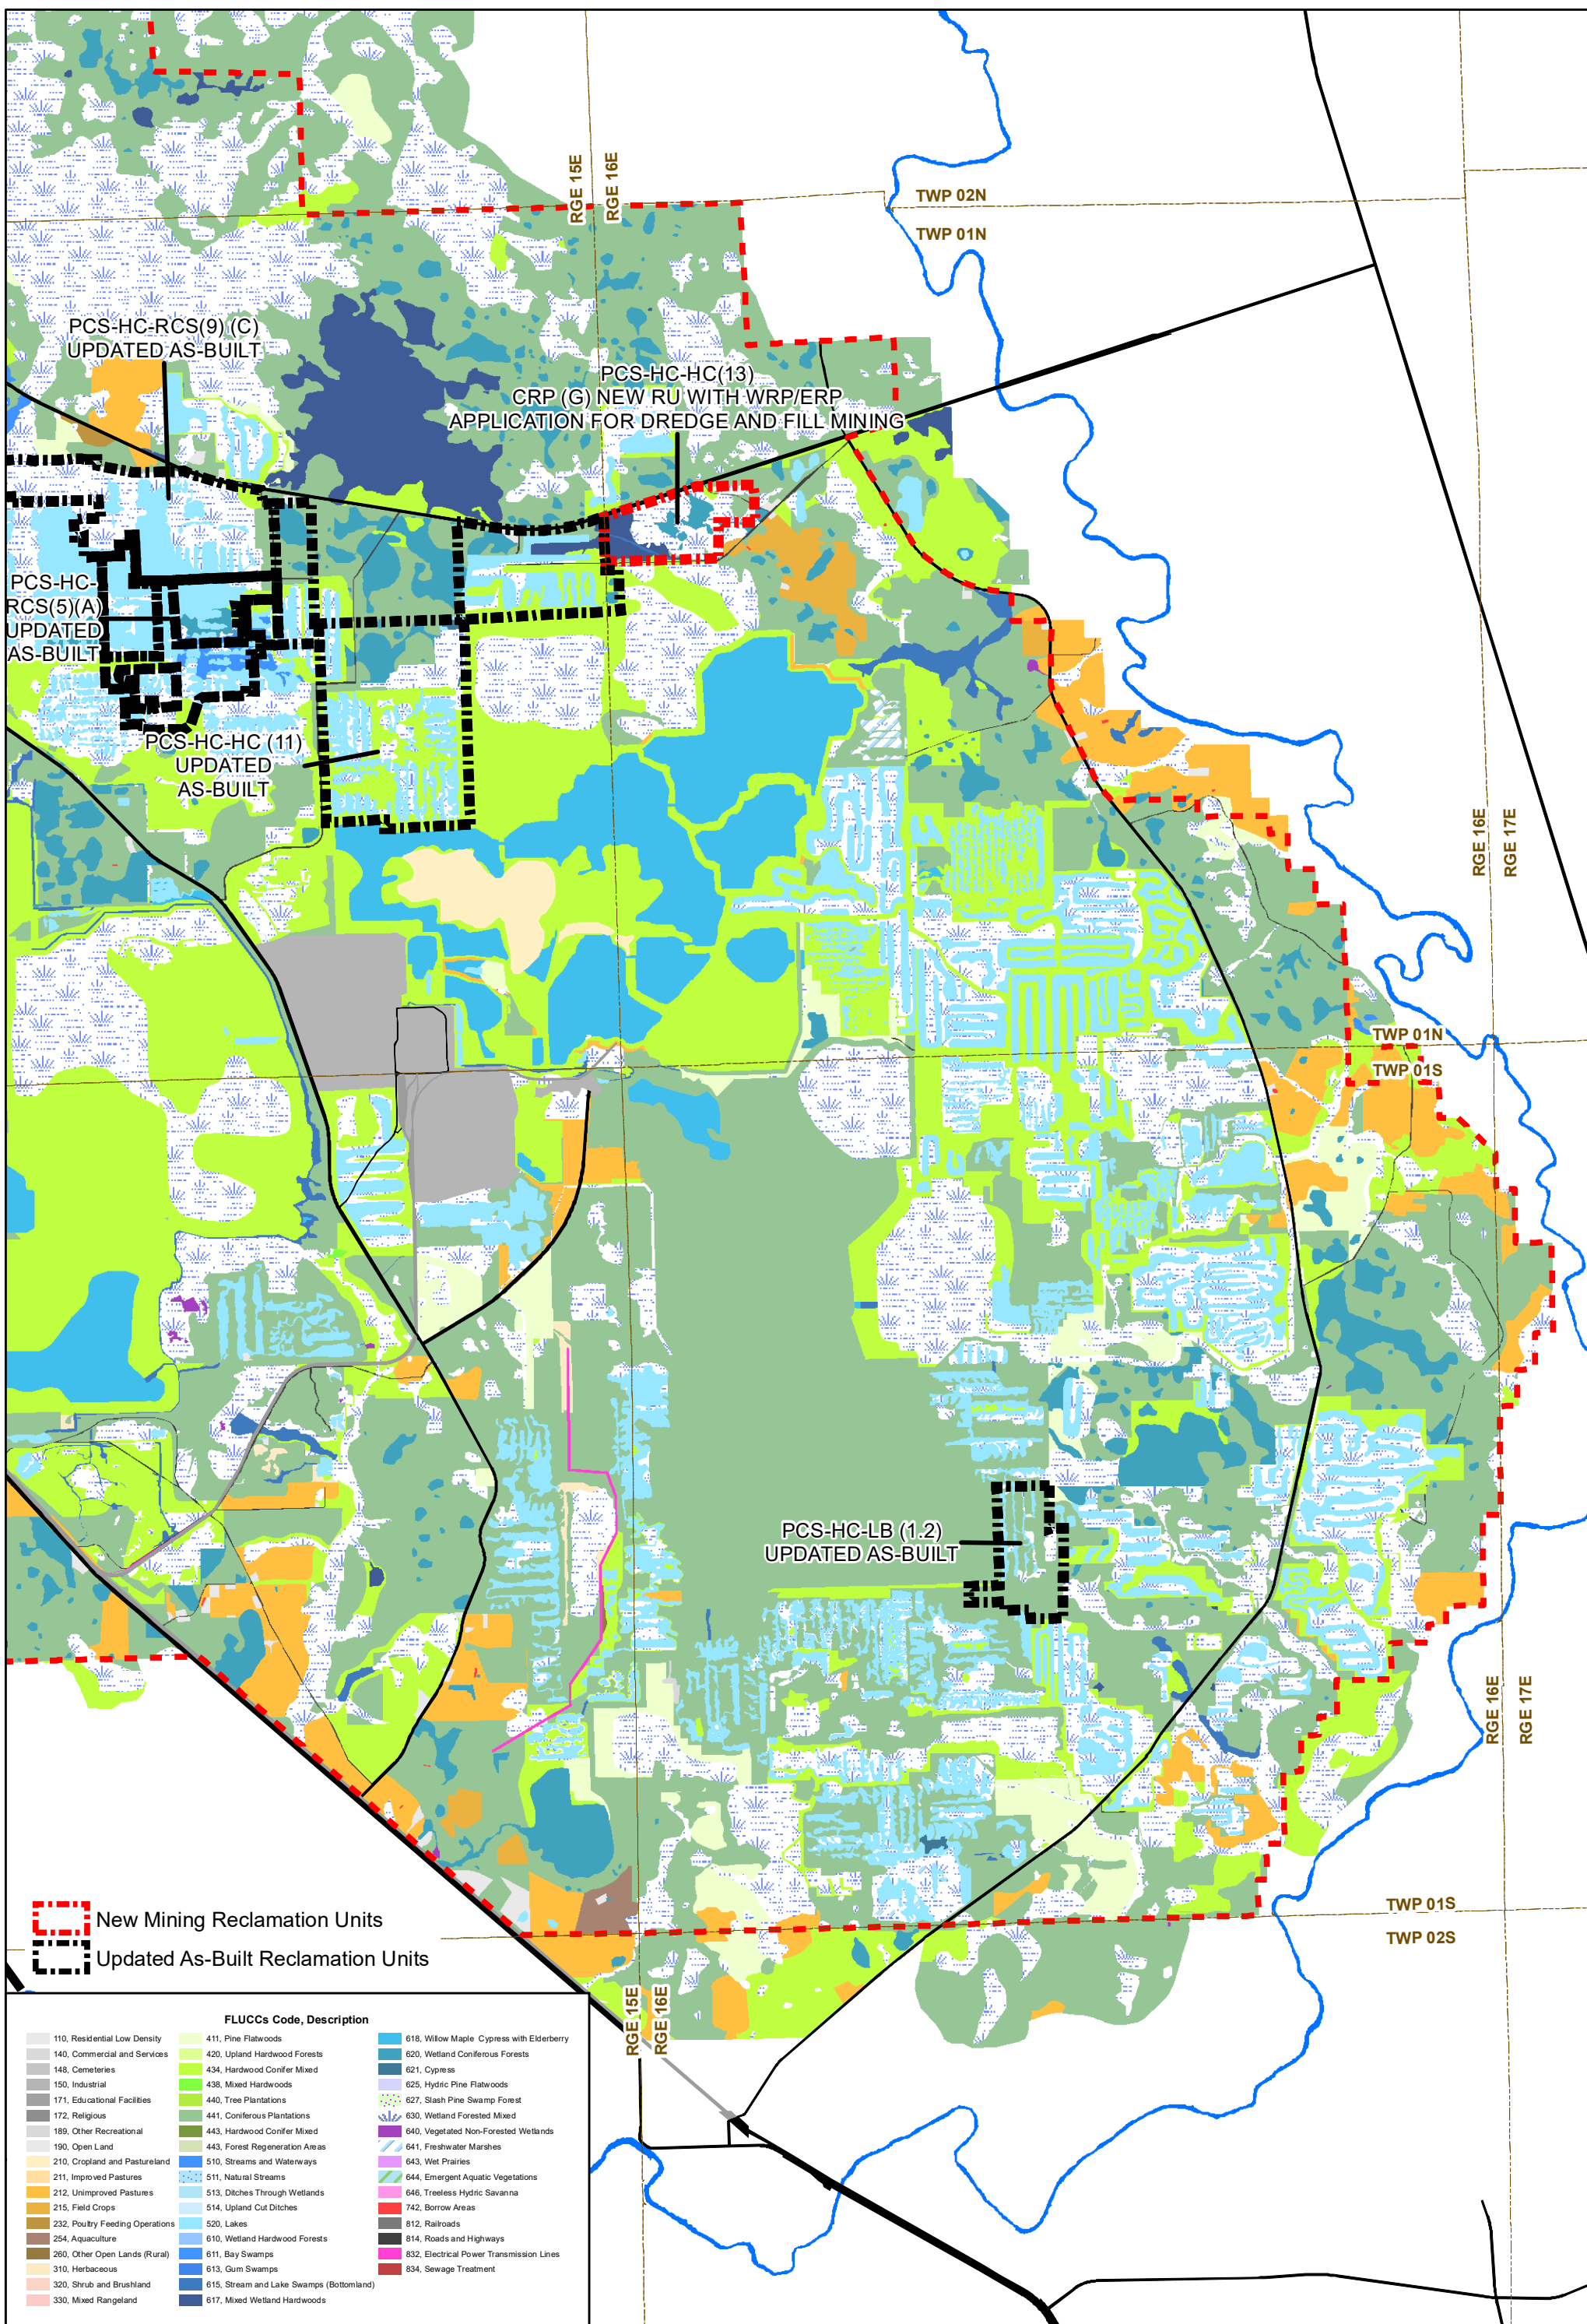 RGE 15E
RGE 16E
TWP 02N
TWP 01N
PCS-HC-RCS(9) (C)
UPDATED AS-BUILT
PCS-HC-HC(13)
CRP (G) NEW RU WITH WRP/ERP
APPLICATION FOR DREDGE AND FILL MINING
PCS-HC-
RCS(5)(A)
UPDATED
AS-BUILT
PCS-HC-HC (11)
UPDATED
AS-BUILT
RGE 16E
RGE 17E
TWP 01N
TWP 01S
PCS-HC-LB (1.2)
UPDATED AS-BUILT
RGE 16E
RGE 17E
TWP 01S
TWP 02S
RGE 15E
RGE 16E
New Mining Reclamation Units
Updated As-Built Reclamation Units
FLUCCs Code, Description
110, Residential Low Density
140, Commercial and Services
148, Cemeteries
150, Industrial
171, Educational Facilities
172, Religious
189, Other Recreational
190, Open Land
210, Cropland and Pastureland
211, Improved Pastures
212, Unimproved Pastures
215, Field Crops
232, Poultry Feeding Operations
254, Aquaculture
260, Other Open Lands (Rural)
310, Herbaceous
320, Shrub and Brushland
330, Mixed Rangeland
411, Pine Flatwoods
420, Upland Hardwood Forests
434, Hardwood Conifer Mixed
438, Mixed Hardwoods
440, Tree Plantations
441, Coniferous Plantations
443, Hardwood Conifer Mixed
443, Forest Regeneration Areas
510, Streams and Waterways
511, Natural Streams
513, Ditches Through Wetlands
514, Upland Cut Ditches
520, Lakes
610, Wetland Hardwood Forests
611, Bay Swamps
613, Gum Swamps
615, Stream and Lake Swamps (Bottomland)
617, Mixed Wetland Hardwoods
618, Willow Maple Cypress with Elderberry
620, Wetland Coniferous Forests
621, Cypress
625, Hydric Pine Flatwoods
627, Slash Pine Swamp Forest
630, Wetland Forested Mixed
640, Vegetated Non-Forested Wetlands
641, Freshwater Marshes
643, Wet Prairies
644, Emergent Aquatic Vegetations
646, Treeless Hydric Savanna
742, Borrow Areas
812, Railroads
814, Roads and Highways
832, Electrical Power Transmission Lines
834, Sewage Treatment